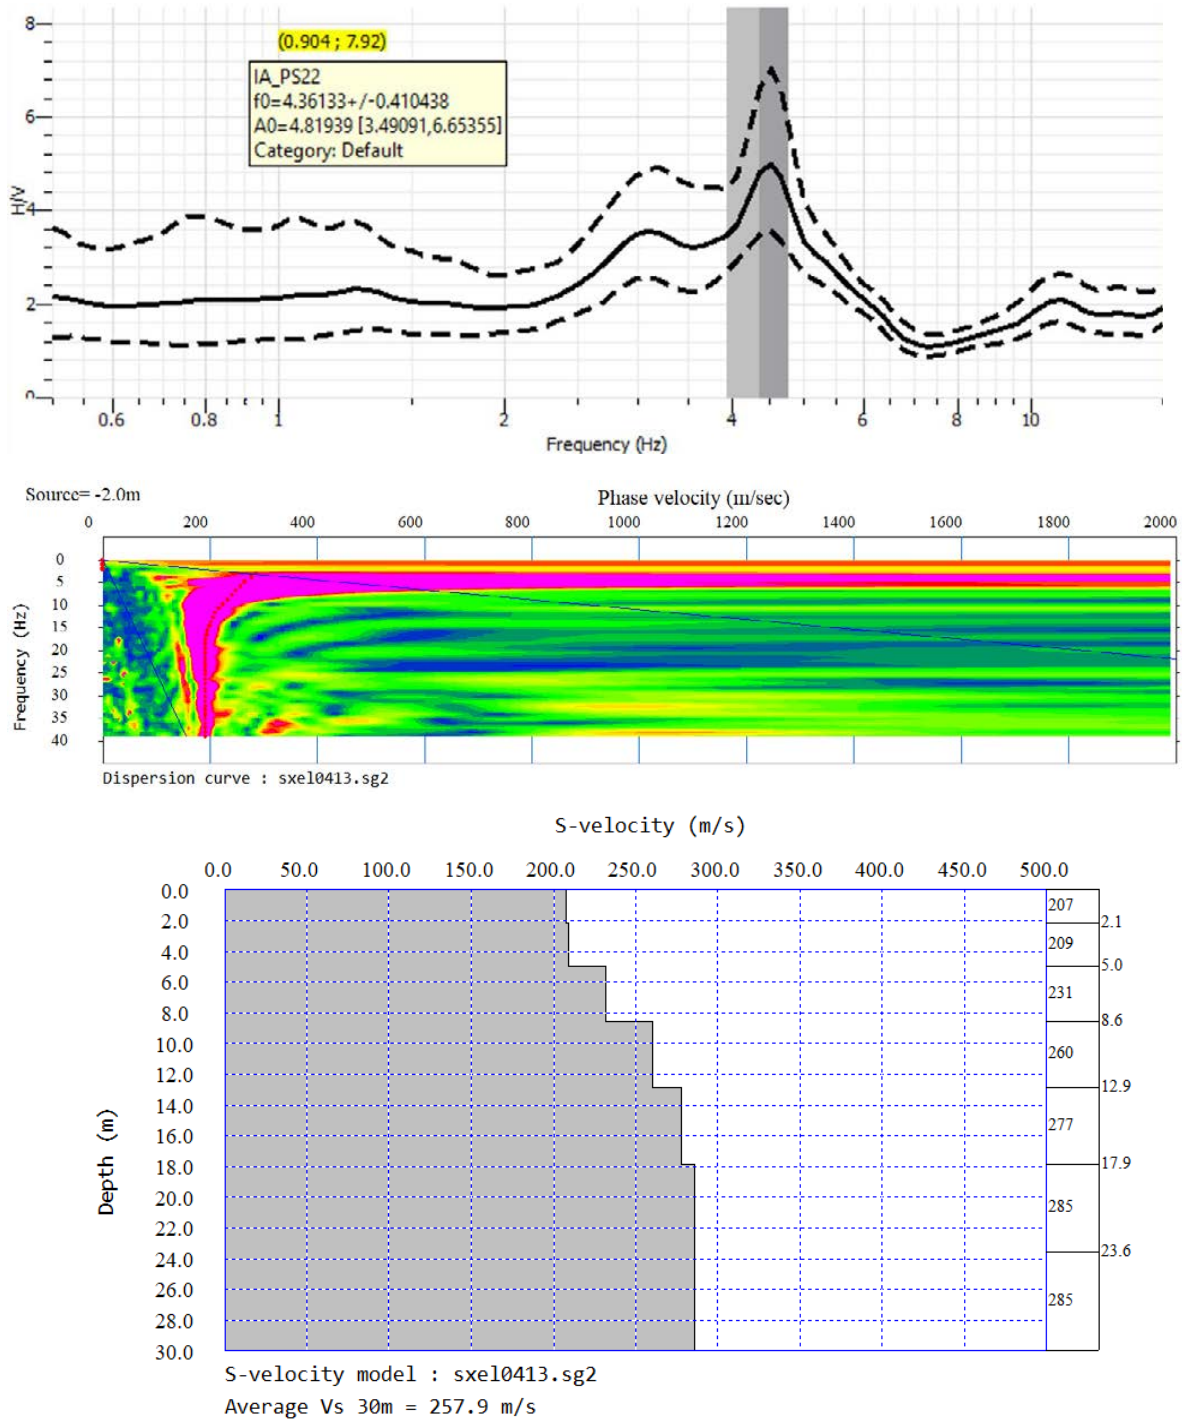 (0.904 ; 7.92)
IA_PS22
f0=4.36133+/-0.410438
A0=4.81939 [3.49091,6.65355]
Category: Default
8
6
4
2
0
H/V
0.6 0.8 1 2 4 6 8 10
Frequency (Hz)
Source= -2.0m
Phase velocity (m/sec)
0 200 400 600 800 1000 1200 1400 1600 1800 2000
0
5
10
15
20
25
30
35
40
Frequency (Hz)
Dispersion curve : sxel0413.sg2
S-velocity (m/s)
0.0 50.0 100.0 150.0 200.0 250.0 300.0 350.0 400.0 450.0 500.0
0.0
2.0
4.0
6.0
8.0
10.0
12.0
14.0
16.0
18.0
20.0
22.0
24.0
26.0
28.0
30.0
Depth (m)
207
2.1
209
5.0
231
8.6
260
12.9
277
17.9
285
23.6
285
S-velocity model : sxel0413.sg2
Average Vs 30m = 257.9 m/s